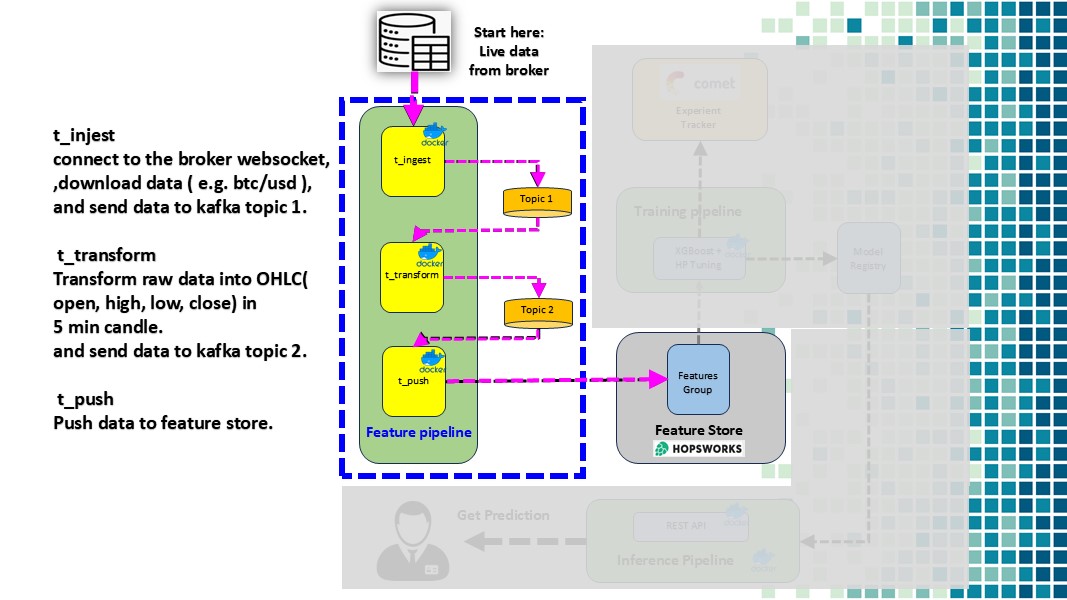 Start here:
Live data
from broker
t_injest
connect to the broker websocket,
,download data ( e.g. btc/usd ),
and send data to kafka topic 1.
t_transform
Transform raw data into OHLC(
open, high, low, close) in
5 min candle.
and send data to kafka topic 2.
t_push
Push data to feature store.
docker
t_ingest
Topic 1
docker
t_transform
Topic 2
docker
t_push
Feature pipeline
comet
Experient
Tracker
Training pipeline
docker
XGBoost+
HP Tuning
Model
Registry
Features
Group
Feature Store
HOPSWORKS
Get Prediction
REST API
docker
Inference Pipeline
docker